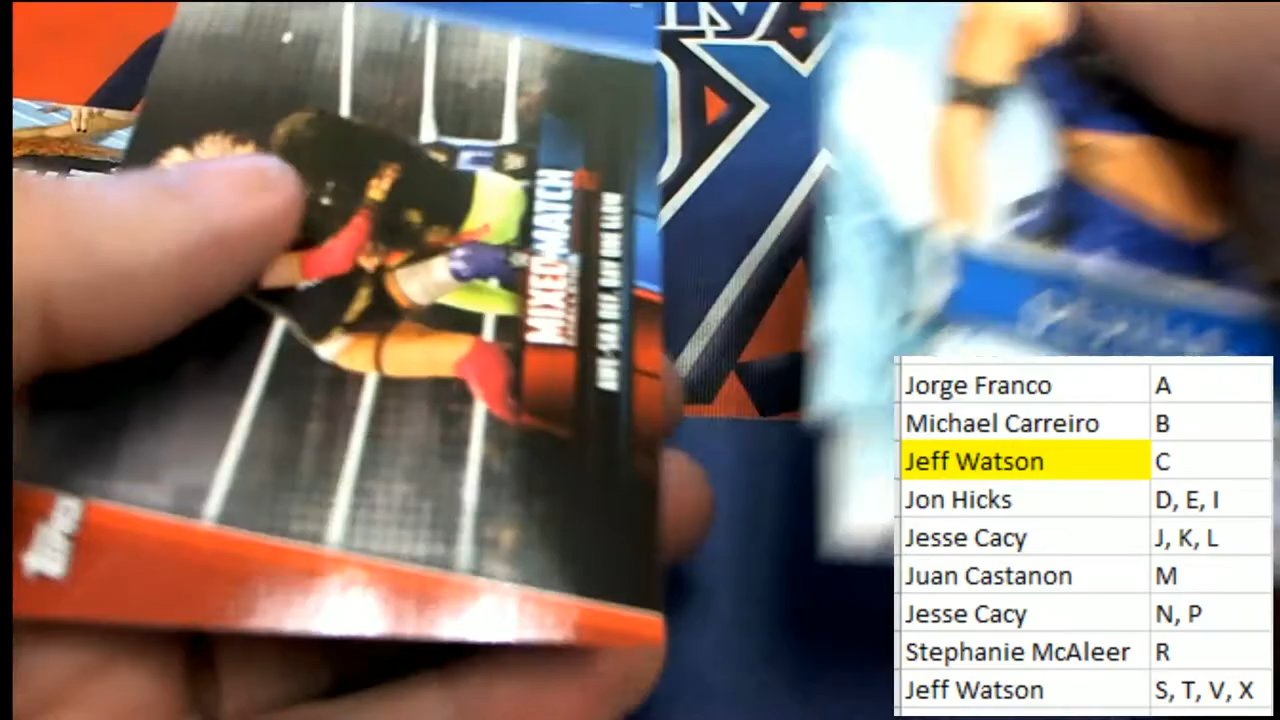 MIXED MATCH
Topps
Jorge Franco A
Michael Carreiro B
Jeff Watson C
Jon Hicks D, E, I
Jesse Cacy J, K, L
Juan Castanon M
Jesse Cacy N, P
Stephanie McAleer R
Jeff Watson S, T, V, X